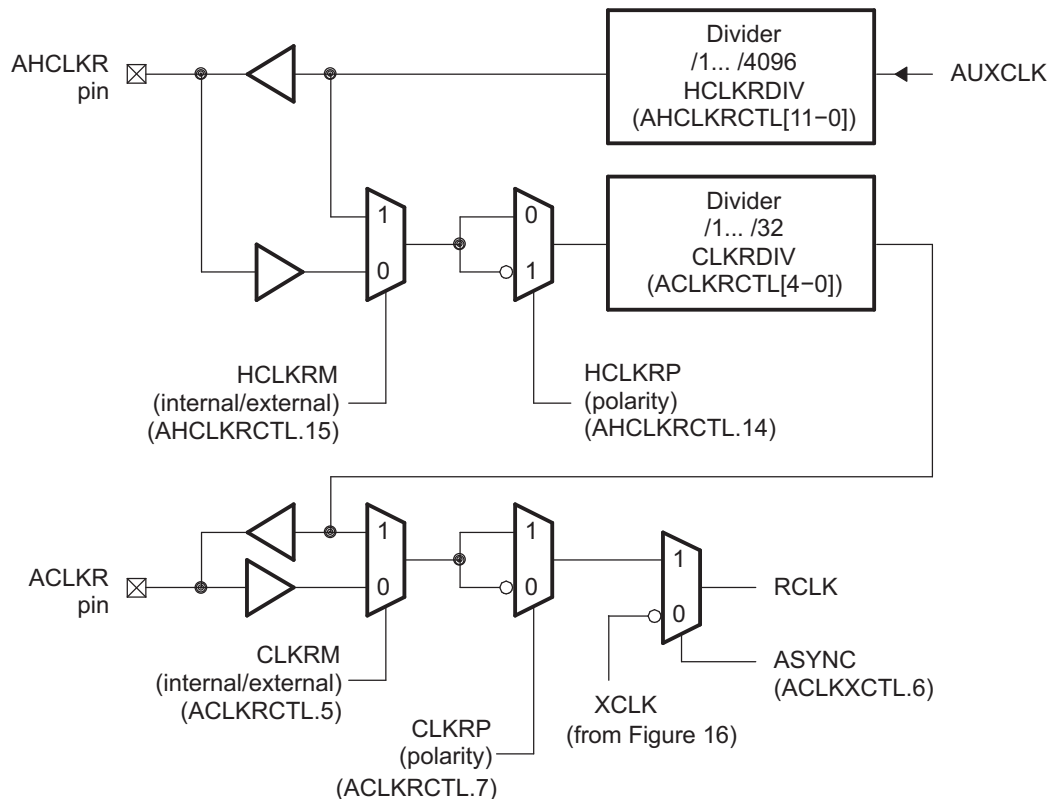 AHCLKR
pin
Divider
/1... /4096
HCLKRDIV
(AHCLKRCTL[11−0])
AUXCLK
1
0
0
1
Divider
/1... /32
CLKRDIV
(ACLKRCTL[4−0])
HCLKRM
(internal/external)
(AHCLKRCTL.15)
HCLKRP
(polarity)
(AHCLKRCTL.14)
ACLKR
pin
1
0
1
0
1
0
RCLK
CLKRM
(internal/external)
(ACLKRCTL.5)
CLKRP
(polarity)
(ACLKRCTL.7)
XCLK
(from Figure 16)
ASYNC
(ACLKXCTL.6)